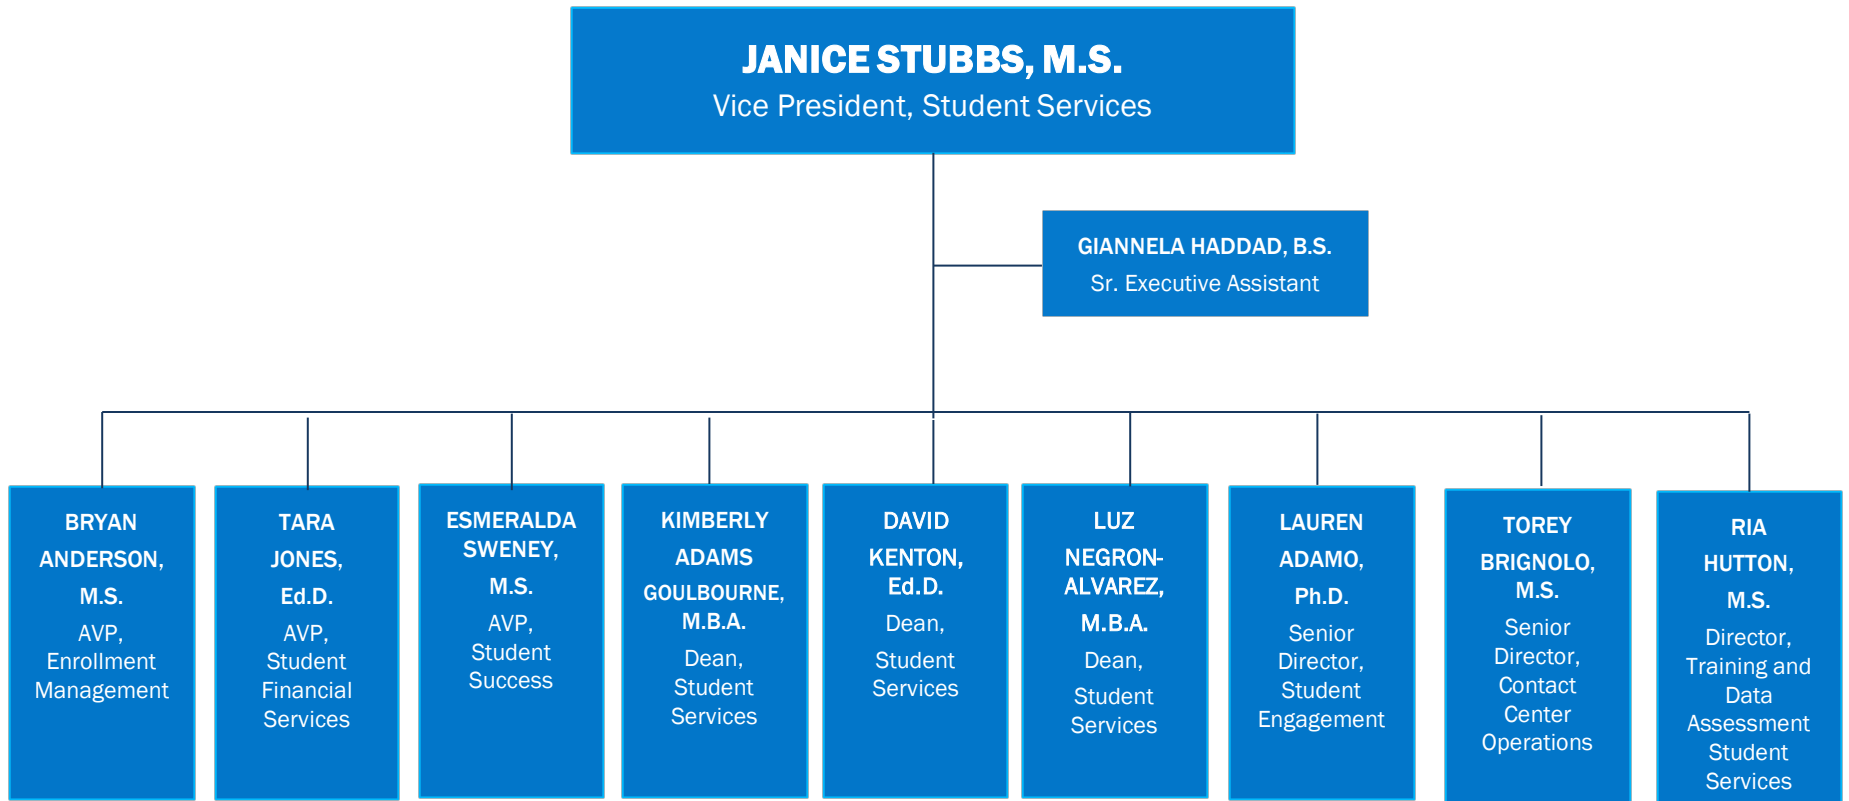 JANICE STUBBS, M.S.
Vice President, Student Services
GIANNELA HADDAD, B.S.
Sr. Executive Assistant
BRYAN
ANDERSON,
M.S.
AVP,
Enrollment
Management
TARA
JONES,
Ed.D.
AVP,
Student
Financial
Services
ESMERALDA
SWENEY,
M.S.
AVP,
Student
Success
KIMBERLY
ADAMS
GOULBOURNE,
M.B.A.
Dean,
Student
Services
DAVID
KENTON,
Ed.D.
Dean,
Student
Services
LUZ
NEGRON-
ALVAREZ,
M.B.A.
Dean,
Student
Services
LAUREN
ADAMO,
Ph.D.
Senior
Director,
Student
Engagement
TOREY
BRIGNOLO,
M.S.
Senior
Director,
Contact
Center
Operations
RIA
HUTTON,
M.S.
Director,
Training and
Data
Assessment
Student
Services